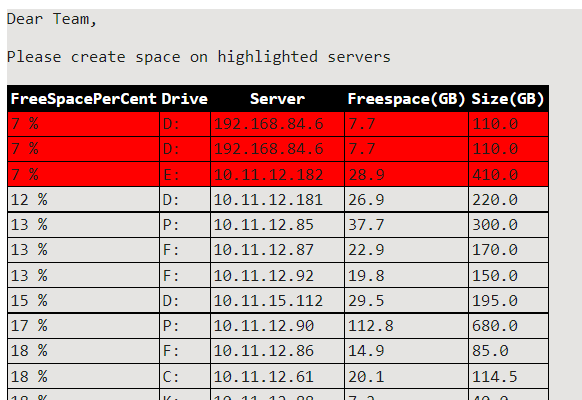 Dear Team,
Please create space on highlighted servers
FreeSpacePerCent Drive Server Freespace(GB) Size(GB)
7 % D: 192.168.84.6 7.7 110.0
7 % D: 192.168.84.6 7.7 110.0
7 % E: 10.11.12.182 28.9 410.0
12 % D: 10.11.12.181 26.9 220.0
13 % P: 10.11.12.85 37.7 300.0
13 % F: 10.11.12.87 22.9 170.0
13 % F: 10.11.12.92 19.8 150.0
15 % D: 10.11.15.112 29.5 195.0
17 % P: 10.11.12.90 112.8 680.0
18 % F: 10.11.12.86 14.9 85.0
18 % C: 10.11.12.61 20.1 114.5